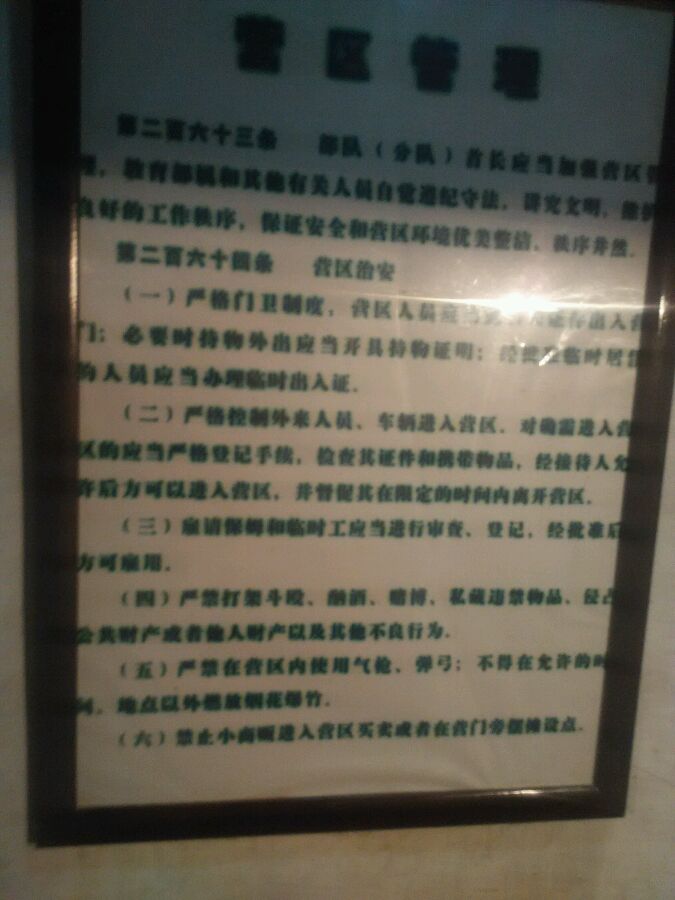 营区管理
第二百六十三条 部队（分队）首长应当加强营区管
理，教育部属和其他有关人员自觉遵纪守法，讲究文明，维护
良好的工作秩序，保证安全和营区环境优美整洁、秩序井然．
第二百六十四条 营区治安
（一）严格门卫制度，营区人员应当 证件出入营
门；必要时持物外出应当开具持物证明；经批准临时居住
的人员应当办理临时出入证．
（二）严格控制外来人员、车辆进入营区．对确需进入营
区的应当严格登记手续，检查其证件和携带物品，经接待人允
许后方可以进入营区，并督促其在限定的时间内离开营区．
（三）雇请保姆和临时工应当进行审查、登记，经批准后
方可雇用．
（四）严禁打架斗殴、酗酒、赌博、私藏违禁物品、侵占
公共财产或者他人财产以及其他不良行为．
（五）严禁在营区内使用气枪、弹弓；不得在允许的时
间、地点以外燃放烟花爆竹．
（六）禁止小商贩进入营区买卖或者在营门旁摆摊设点．